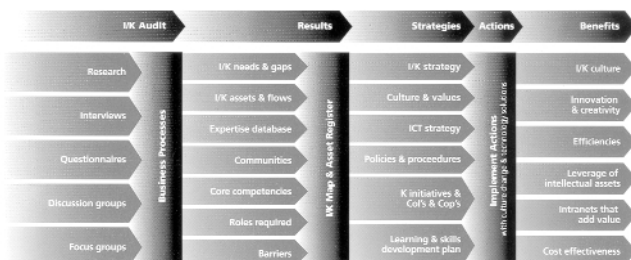 I/K Audit
Results
Strategies
Actions
Benefits
Research
Interviews
Questionnaires
Discussion groups
Focus groups
Business Processes
I/K needs & gaps
I/K assets & flows
Expertise database
Communities
Core competencies
Roles required
Barriers
I/K Map & Asset Register
I/K strategy
Culture & values
ICT strategy
Policies & proceedures
K initiatives &
CoI's & Cop's
Learning & skills
development plan
Implement Actions
with culture change & technology solutions
I/K culture
Innovation
& creativity
Efficiencies
Leverage of
intellectual assets
Intranets that
add value
Cost effectiveness